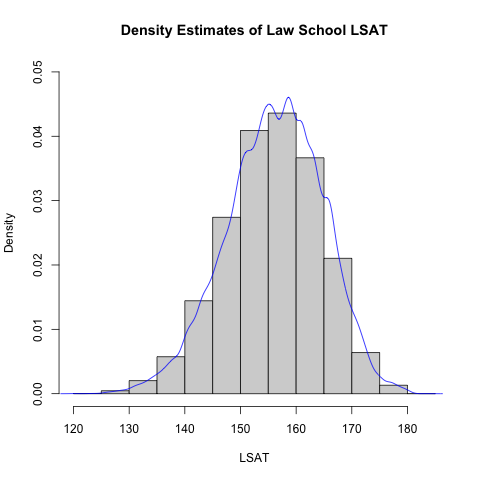 Density Estimates of Law School LSAT
Density
0.00 0.01 0.02 0.03 0.04 0.05
120 130 140 150 160 170 180
LSAT